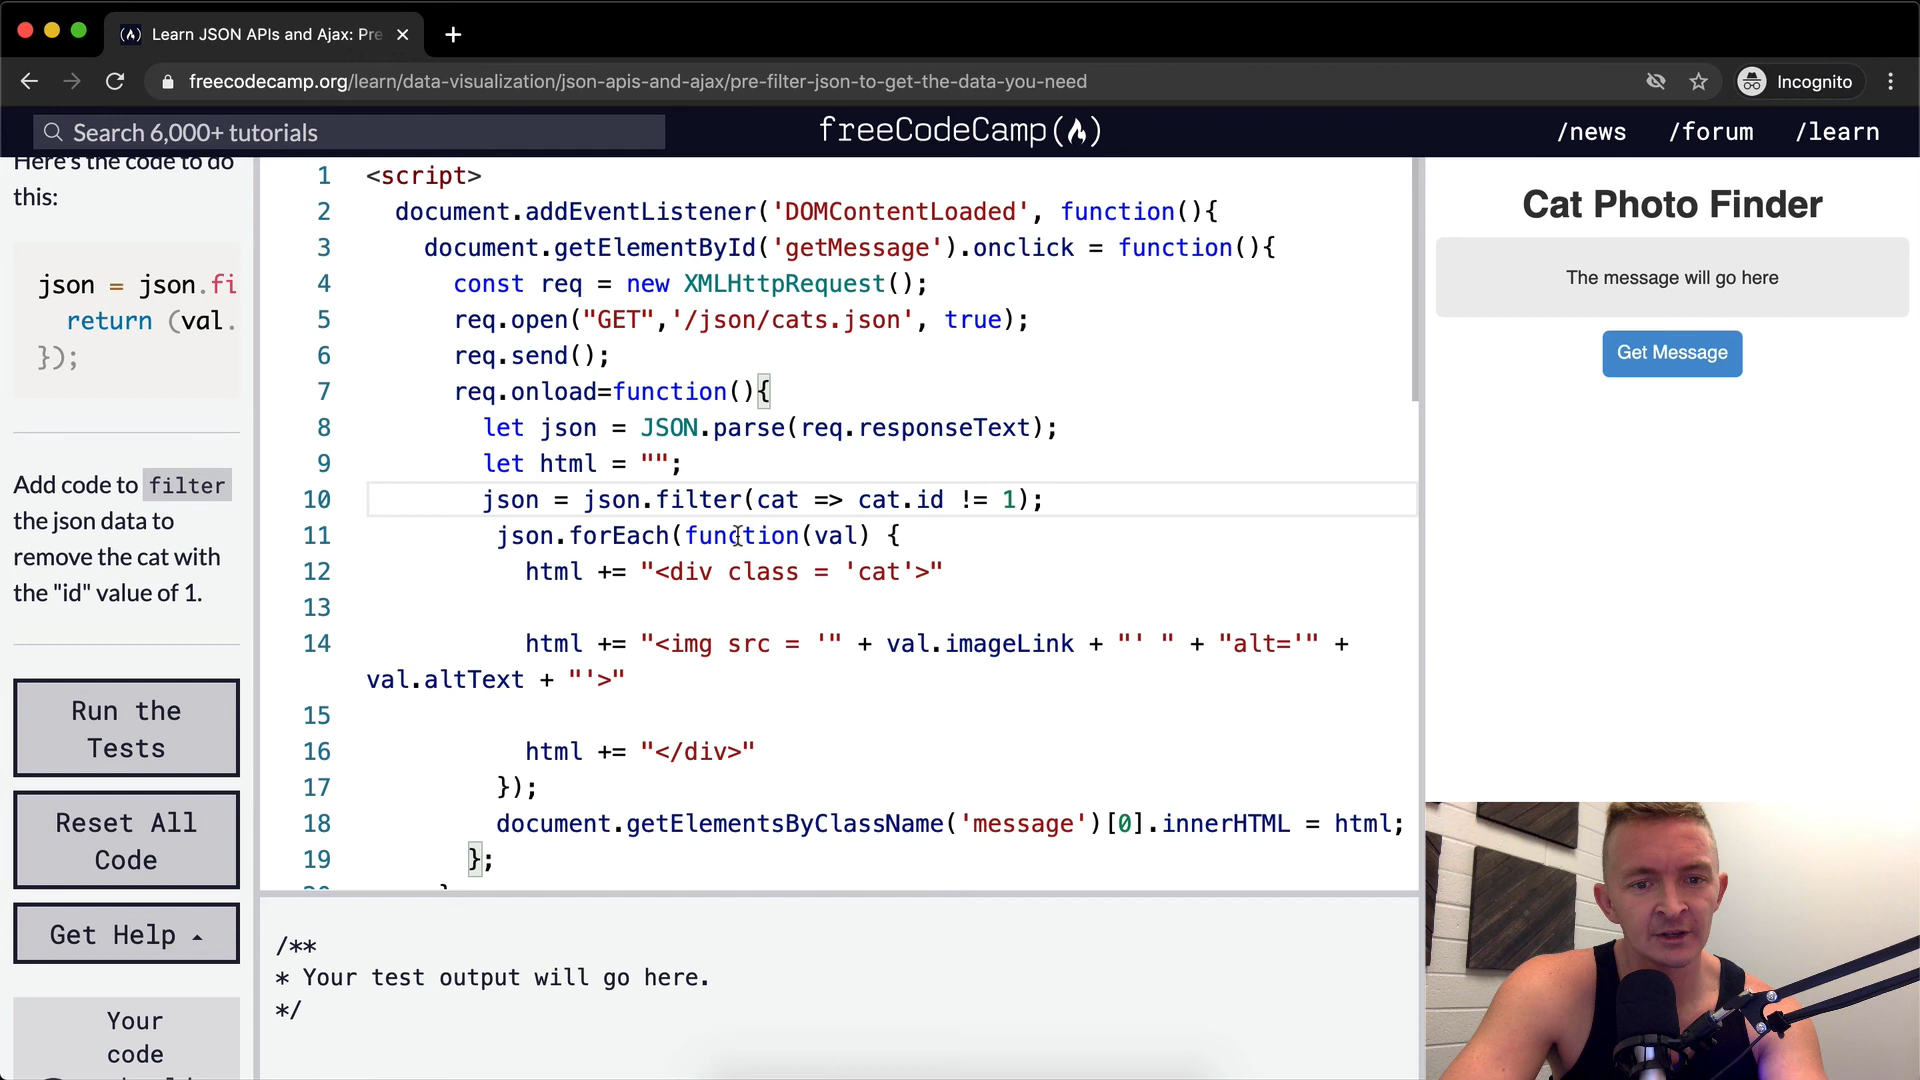 Learn JSON APIs and Ajax: Pre
freecodecamp.org/learn/data-visualization/json-apis-and-ajax/pre-filter-json-to-get-the-data-you-need
Incognito
Search 6,000+ tutorials
freeCodeCamp(🔥)
/news /forum /learn
Here's the code to do
this:
json = json.fi
return (val.
});
Add code to filter
the json data to
remove the cat with
the "id" value of 1.
Run the
Tests
Reset All
Code
Get Help
Your
code
1 <script>
2 document.addEventListener('DOMContentLoaded', function(){
3 document.getElementById('getMessage').onclick = function(){
4 const req = new XMLHttpRequest();
5 req.open("GET",'/json/cats.json', true);
6 req.send();
7 req.onload=function(){
8 let json = JSON.parse(req.responseText);
9 let html = "";
10 json = json.filter(cat => cat.id != 1);
11 json.forEach(function(val) {
12 html += "<div class = 'cat'>"
13
14 html += "<img src = '" + val.imageLink + "' " + "alt='" +
val.altText + "'>"
15
16 html += "</div>"
17 });
18 document.getElementsByClassName('message')[0].innerHTML = html;
19 };
/**
* Your test output will go here.
*/
Cat Photo Finder
The message will go here
Get Message